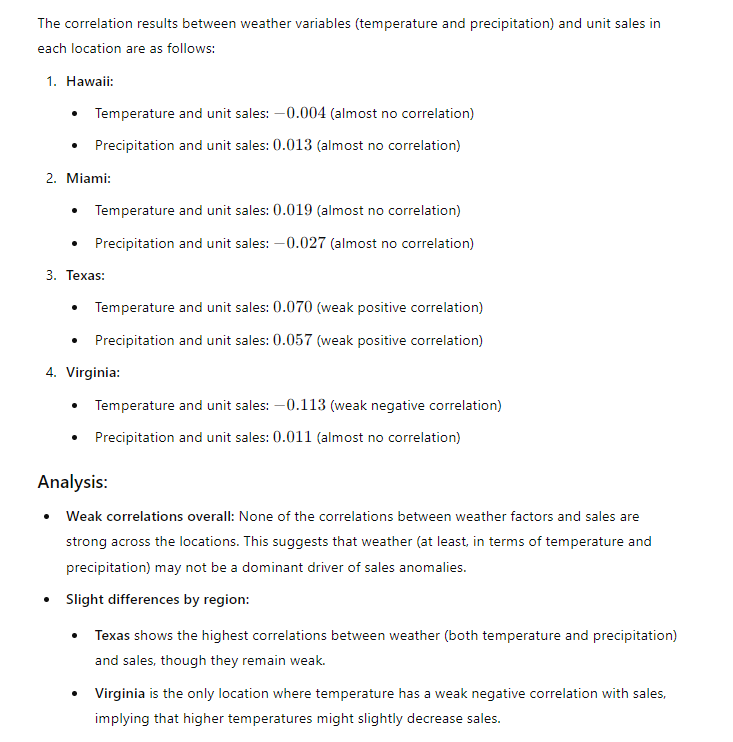 The correlation results between weather variables (temperature and precipitation) and unit sales in
each location are as follows:
1. Hawaii:
• Temperature and unit sales: −0.004 (almost no correlation)
• Precipitation and unit sales: 0.013 (almost no correlation)
2. Miami:
• Temperature and unit sales: 0.019 (almost no correlation)
• Precipitation and unit sales: −0.027 (almost no correlation)
3. Texas:
• Temperature and unit sales: 0.070 (weak positive correlation)
• Precipitation and unit sales: 0.057 (weak positive correlation)
4. Virginia:
• Temperature and unit sales: −0.113 (weak negative correlation)
• Precipitation and unit sales: 0.011 (almost no correlation)
Analysis:
• Weak correlations overall: None of the correlations between weather factors and sales are
strong across the locations. This suggests that weather (at least, in terms of temperature and
precipitation) may not be a dominant driver of sales anomalies.
• Slight differences by region:
• Texas shows the highest correlations between weather (both temperature and precipitation)
and sales, though they remain weak.
• Virginia is the only location where temperature has a weak negative correlation with sales,
implying that higher temperatures might slightly decrease sales.